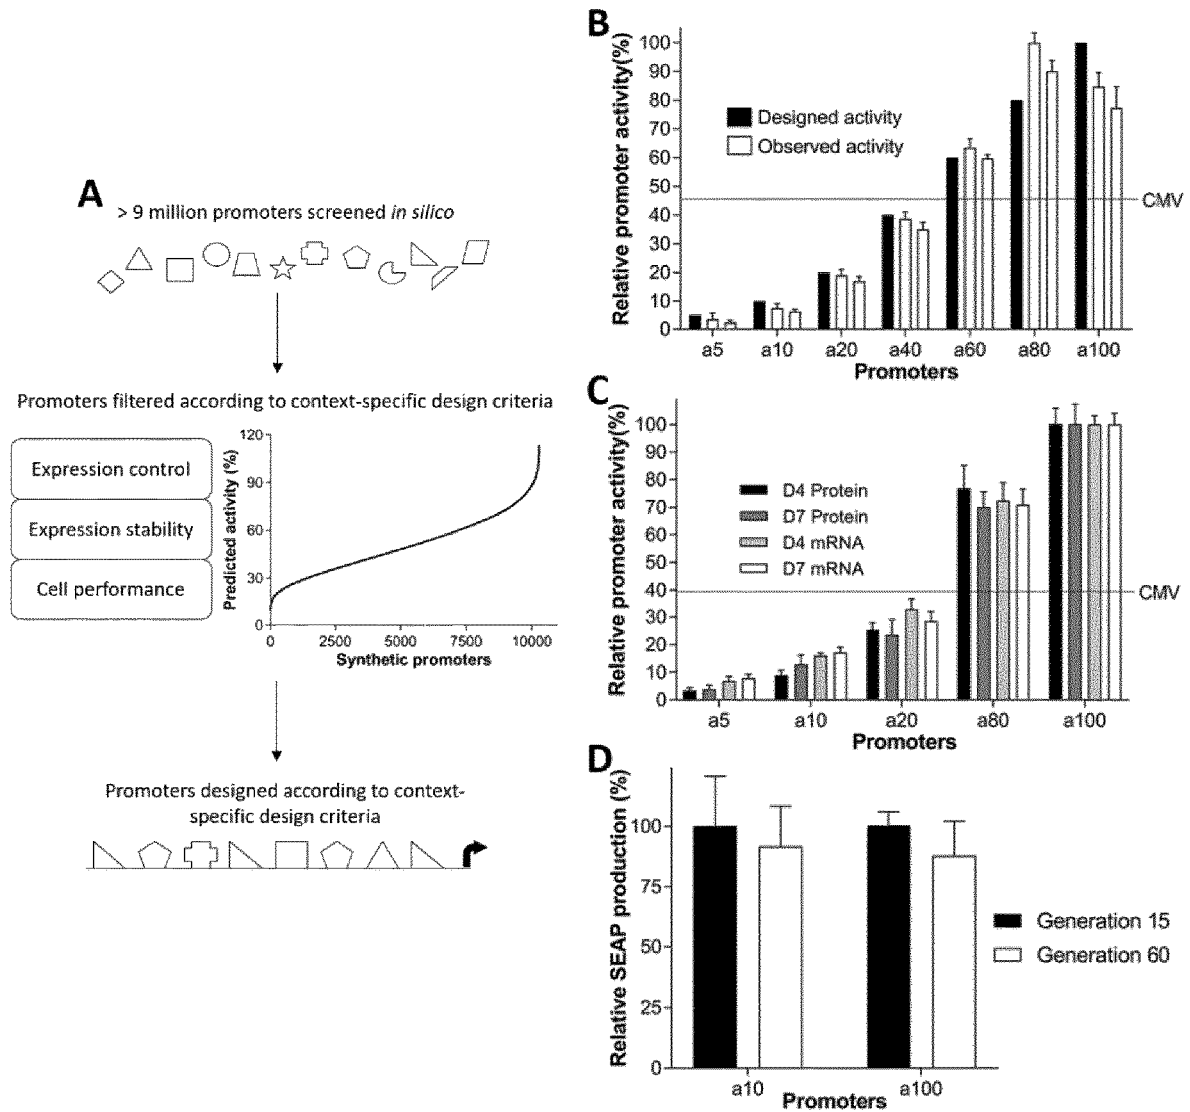 A
> 9 million promoters screened in silico
Promoters filtered according to context-specific design criteria
Expression control
Expression stability
Cell performance
Predicted activity (%)
120
90
60
30
0
0 2500 5000 7500 10000
Synthetic promoters
Promoters designed according to context-
specific design criteria
B
Relative promoter activity(%)
100
90
80
70
60
50
40
30
20
10
0
Designed activity
Observed activity
CMV
a5 a10 a20 a40 a60 a80 a100
Promoters
C
Relative promoter activity(%)
100
90
80
70
60
50
40
30
20
10
0
D4 Protein
D7 Protein
D4 mRNA
D7 mRNA
CMV
a5 a10 a20 a80 a100
Promoters
D
Relative SEAP production (%)
100
75
50
25
0
Generation 15
Generation 60
a10 a100
Promoters